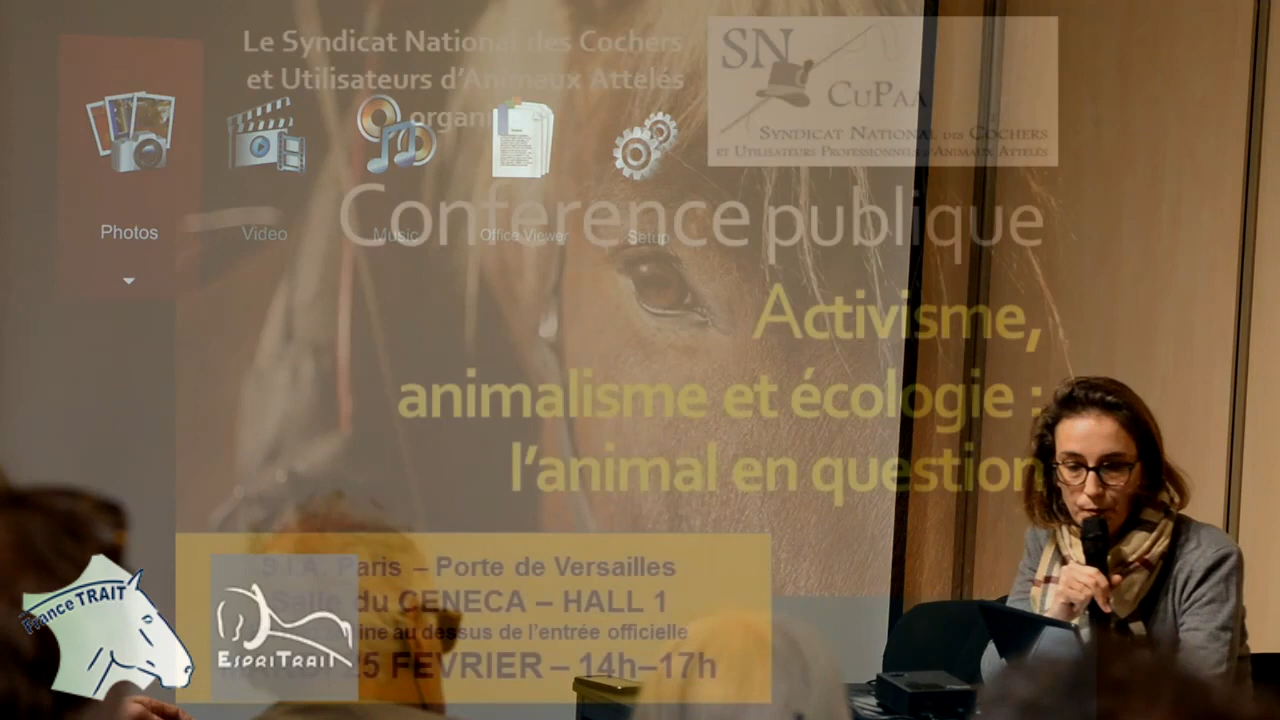 Le Syndicat National des Cochers
et Utilisateurs d'Animaux Attelés
organi
SN
CuPAA
Syndicat National des Cochers
et Utilisateurs Professionnels d'Animaux Attelés
Photos
Video
Music
Office Viewer
Setup
Conférence publique
Activisme,
animalisme et écologie :
l'animal en question
S I A Paris – Porte de Versailles
Salle du CENECA – HALL 1
au dessus de l'entrée officielle
25 FEVRIER – 14h–17h
France TRAIT
EspriTrait